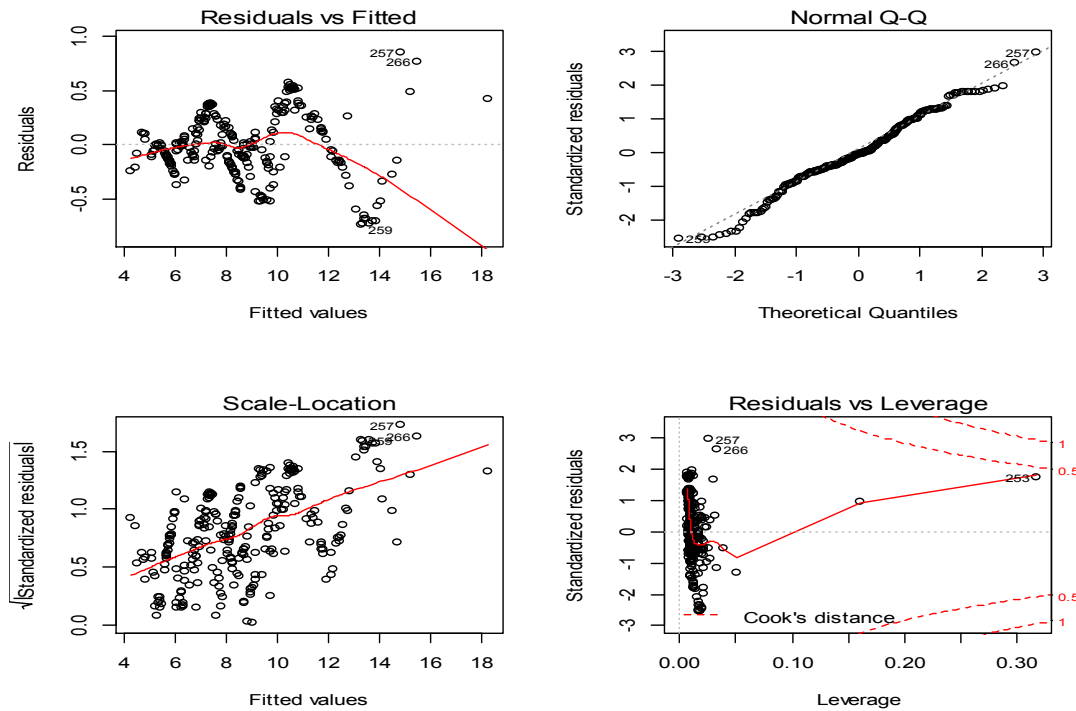 Residuals vs Fitted
Residuals
1.0
0.5
0.0
-0.5
257
266
259
4 6 8 10 12 14 16 18
Fitted values
Normal Q-Q
Standardized residuals
3
2
1
0
-1
-2
257
266
259
-3 -2 -1 0 1 2 3
Theoretical Quantiles
Scale-Location
√|Standardized residuals|
1.5
1.0
0.5
0.0
257
266
259
4 6 8 10 12 14 16 18
Fitted values
Residuals vs Leverage
Standardized residuals
3
2
1
0
-1
-2
-3
257
266
253
1
0.5
0.5
1
Cook's distance
0.00 0.10 0.20 0.30
Leverage